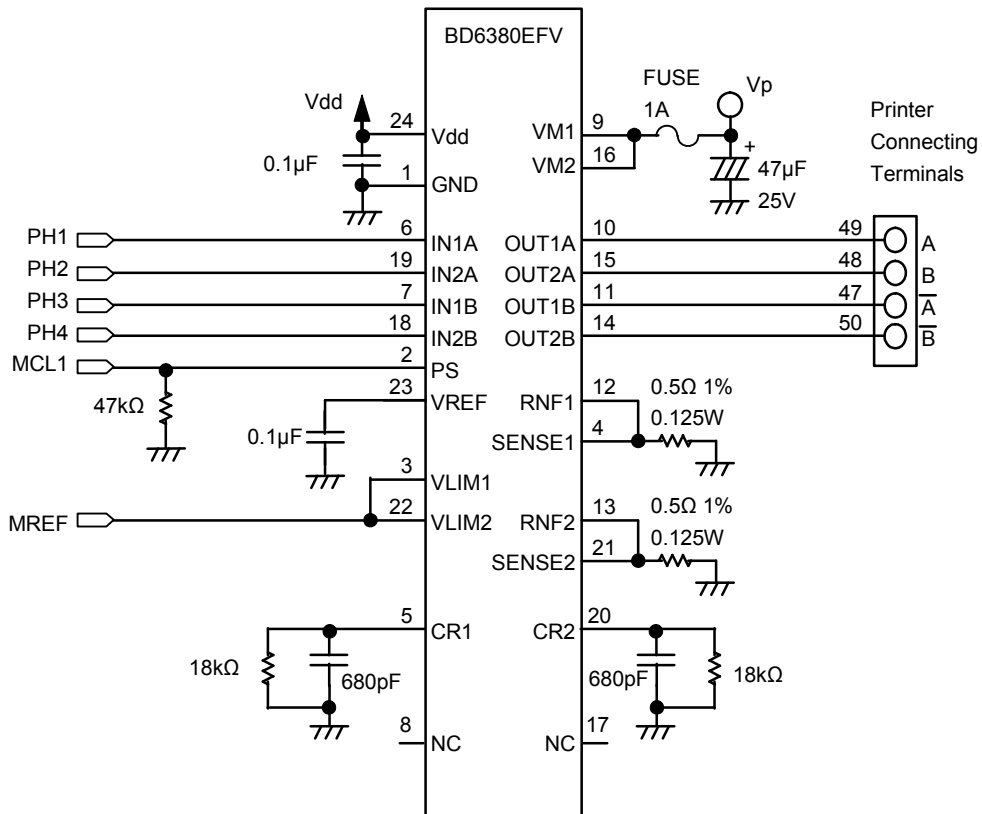 BD6380EFV
FUSE
1A
Vp
Vdd
24
Vdd
0.1µF
1
GND
VM1
9
VM2
16
+
47µF
25V
Printer
Connecting
Terminals
PH1
6
IN1A
OUT1A
10
49
A
PH2
19
IN2A
OUT2A
15
48
B
PH3
7
IN1B
OUT1B
11
47
A̅
PH4
18
IN2B
OUT2B
14
50
B̅
MCL1
2
PS
47kΩ
23
VREF
0.1µF
RNF1
12
0.5Ω 1%
0.125W
SENSE1
4
3
VLIM1
MREF
22
VLIM2
RNF2
13
0.5Ω 1%
0.125W
SENSE2
21
5
CR1
18kΩ
680pF
CR2
20
680pF
18kΩ
8
NC
NC
17